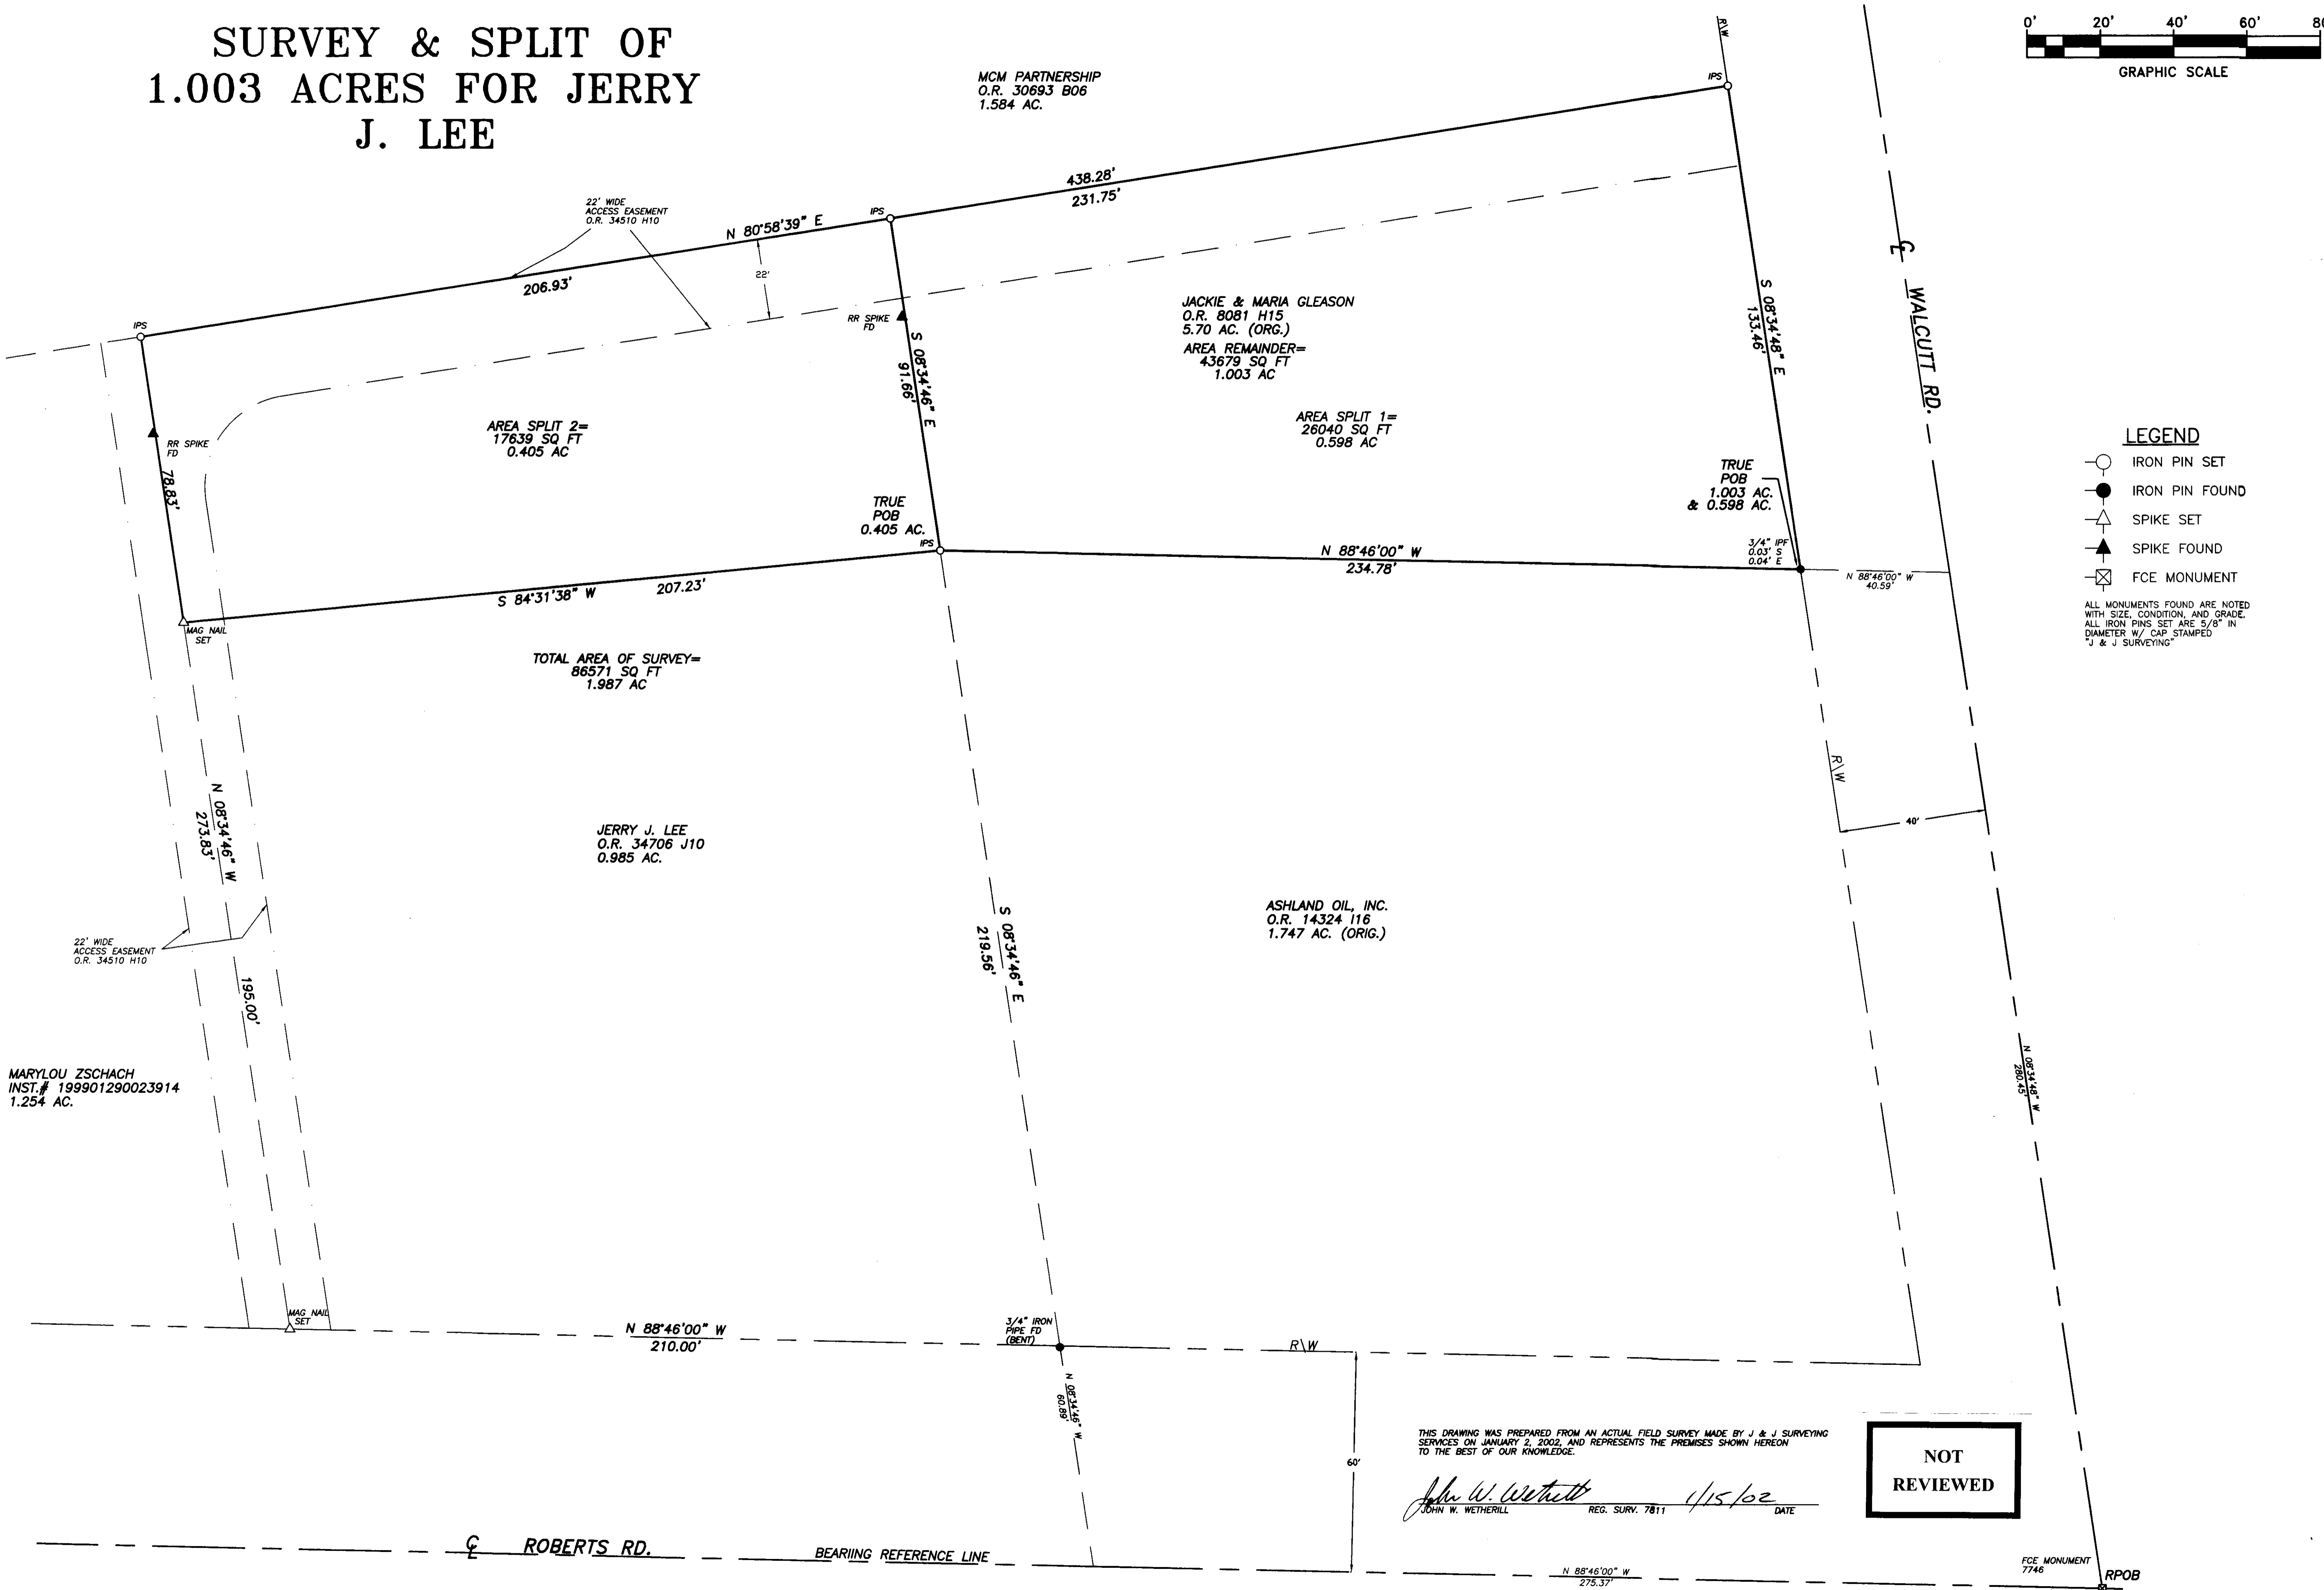 SURVEY & SPLIT OF
1.003 ACRES FOR JERRY
J. LEE
MCM PARTNERSHIP
O.R. 30693 B06
1.584 AC.
R\W
IPS
0' 20' 40' 60' 80
GRAPHIC SCALE
438.28'
231.75'
22' WIDE
ACCESS EASEMENT
O.R. 34510 H10
IPS
N 80°58'39" E
206.93'
22'
IPS
RR SPIKE
FD
S 08°34'46" E
91.66'
JACKIE & MARIA GLEASON
O.R. 8081 H15
5.70 AC. (ORG.)
AREA REMAINDER=
43679 SQ FT
1.003 AC
S 08°34'48" E
133.46'
℄ WALCUTT RD.
RR SPIKE
FD
78.83'
AREA SPLIT 2=
17639 SQ FT
0.405 AC
AREA SPLIT 1=
26040 SQ FT
0.598 AC
TRUE
POB
0.405 AC.
IPS
TRUE
POB
1.003 AC.
& 0.598 AC.
3/4" IPF
0.03' S
0.04' E
N 88°46'00" W
234.78'
N 88°46'00" W
40.59'
S 84°31'38" W 207.23'
MAG NAIL
SET
LEGEND
IRON PIN SET
IRON PIN FOUND
SPIKE SET
SPIKE FOUND
FCE MONUMENT
ALL MONUMENTS FOUND ARE NOTED
WITH SIZE, CONDITION, AND GRADE.
ALL IRON PINS SET ARE 5/8" IN
DIAMETER W/ CAP STAMPED
"J & J SURVEYING"
TOTAL AREA OF SURVEY=
86571 SQ FT
1.987 AC
R\W
40'
N 08°34'46" W
273.83'
JERRY J. LEE
O.R. 34706 J10
0.985 AC.
S 08°34'46" E
219.56'
ASHLAND OIL, INC.
O.R. 14324 I16
1.747 AC. (ORIG.)
22' WIDE
ACCESS EASEMENT
O.R. 34510 H10
195.00'
MARYLOU ZSCHACH
INST.# 199901290023914
1.254 AC.
N 08°34'48" W
280.45'
MAG NAIL
SET
N 88°46'00" W
210.00'
3/4" IRON
PIPE FD
(BENT)
R\W
N 08°34'46" W
60.89'
60'
THIS DRAWING WAS PREPARED FROM AN ACTUAL FIELD SURVEY MADE BY J & J SURVEYING
SERVICES ON JANUARY 2, 2002, AND REPRESENTS THE PREMISES SHOWN HEREON
TO THE BEST OF OUR KNOWLEDGE.
John W. Wetherill 1/15/02
JOHN W. WETHERILL REG. SURV. 7811 DATE
NOT
REVIEWED
℄ ROBERTS RD. BEARIING REFERENCE LINE
N 88°46'00" W
275.37'
FCE MONUMENT
7746
RPOB